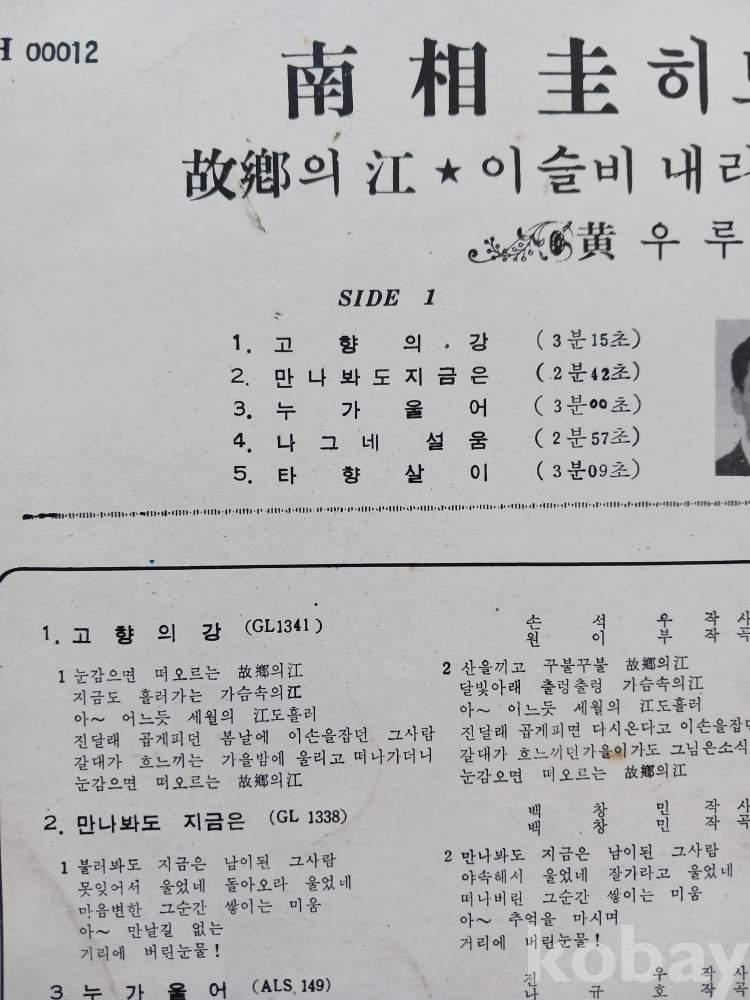 H 00012
南相圭히
故鄕의 江 ★ 이슬비 내리
黄우루
SIDE 1
1. 고향의강 (3분15초)
2. 만나봐도지금은 (2분42초)
3. 누가울어 (3분00초)
4. 나그네 설움 (2분57초)
5. 타향살이 (3분09초)
1. 고향의강 (GL1341)
손석우 작사
원이부 작곡
1 눈감으면 떠오르는 故鄕의江
지금도 흘러가는 가슴속의江
아~ 어느듯 세월의 江도흘러
진달래 곱게피던 봄날에 이손을잡던 그사람
갈대가 흐느끼는 가을밤에 울리고 떠나가더니
눈감으면 떠오르는 故鄕의江
2 산을끼고 꾸불꾸불 故鄕의江
달빛아래 출렁출렁 가슴속의江
아~ 어느듯 세월의 江도흘러
진달래 곱게피면 다시온다고 이손을잡던
갈대가 흐느끼던가을이가도 그님은소식
눈감으면 떠오르는 故鄕의江
2. 만나봐도 지금은 (GL 1338)
백창민 작사
백창민 작곡
1 불러봐도 지금은 남이된 그사람
못잊어서 울었네 돌아오라 울었네
마음변한 그순간 쌓이는 미움
아~ 만날길 없는
거리에 버린눈물!
2 만나봐도 지금은 남이된 그사람
야속해서 울었네 잘가라고 울었네
떠나버린 그순간 쌓이는 미움
아~ 추억을 마시며
거리에 버린눈물!
3 누가울어 (ALS 149)
전우 작사
나규호 작곡
kobay